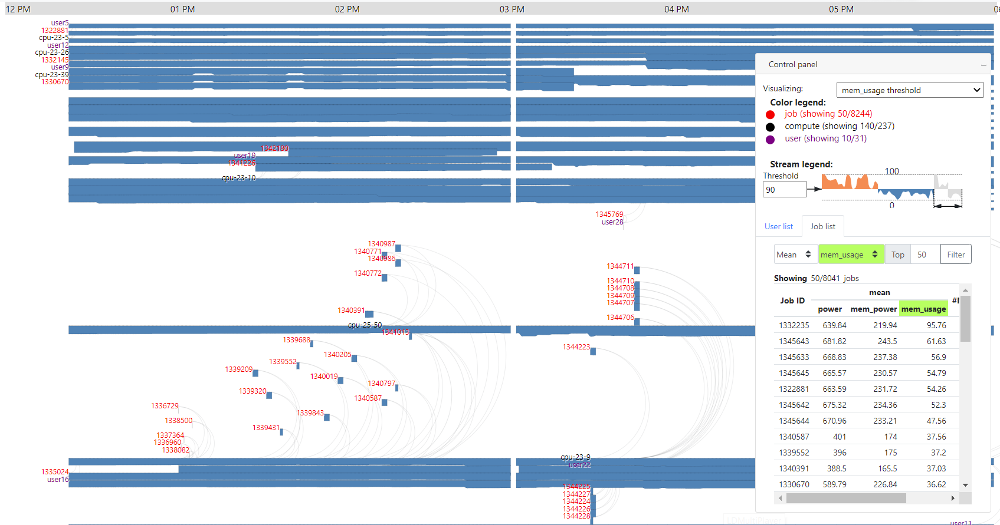 12 PM 01 PM 02 PM 03 PM 04 PM 05 PM
user5
1322881
cpu-23-5
user12
cpu-23-26
1332145
user9
cpu-23-39
1330670
1342180
user19
1341226
cpu-23-10
1345769
user28
1340987
1340771
1340986
1340772
1340391
cpu-25-50
1341013
1339688
1340205
1339552
1339209
1340019
1340797
1339320
1340587
1336729
1339843
1338500
1339431
1337364
1336960
1338082
1344711
1344710
1344708
1344709
1344707
1344706
1344223
cpu-23-9
user22
1335024
user16
1344225
1344227
1344224
1344226
1344228
user11
Control panel
Visualizing: mem_usage threshold
Color legend:
job (showing 50/8244)
compute (showing 140/237)
user (showing 10/31)
Stream legend:
Threshold
90
100
0
User list Job list
Mean mem_usage Top 50 Filter
Showing 50/8041 jobs
mean
Job ID
power mem_power mem_usage
1332235 639.84 219.94 95.76
1345643 681.82 243.5 61.63
1345633 668.83 237.38 56.9
1345645 665.57 230.57 54.79
1322881 663.59 231.72 54.26
1345642 675.32 234.36 52.3
1345644 670.96 233.21 47.56
1340587 401 174 37.56
1339552 396 175 37.2
1340391 388.5 165.5 37.03
1330670 589.79 226.84 36.62